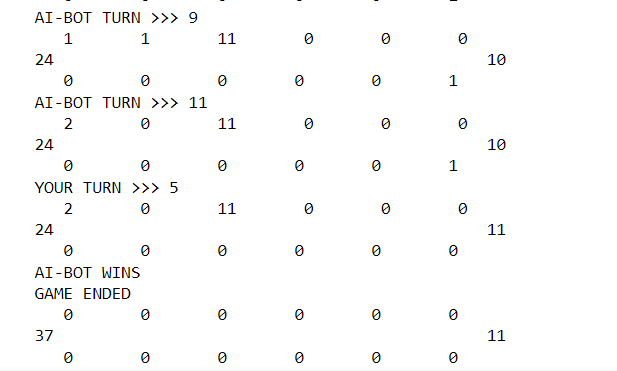 AI-BOT TURN >>> 9
1 1 11 0 0 0
24 10
0 0 0 0 0 1
AI-BOT TURN >>> 11
2 0 11 0 0 0
24 10
0 0 0 0 0 1
YOUR TURN >>> 5
2 0 11 0 0 0
24 11
0 0 0 0 0 0
AI-BOT WINS
GAME ENDED
0 0 0 0 0 0
37 11
0 0 0 0 0 0